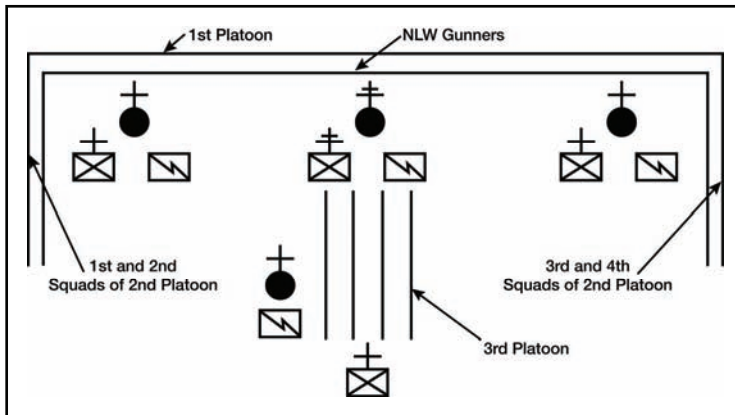 1st Platoon
NLW Gunners
1st and 2nd
Squads of 2nd Platoon
3rd and 4th
Squads of 2nd Platoon
3rd Platoon